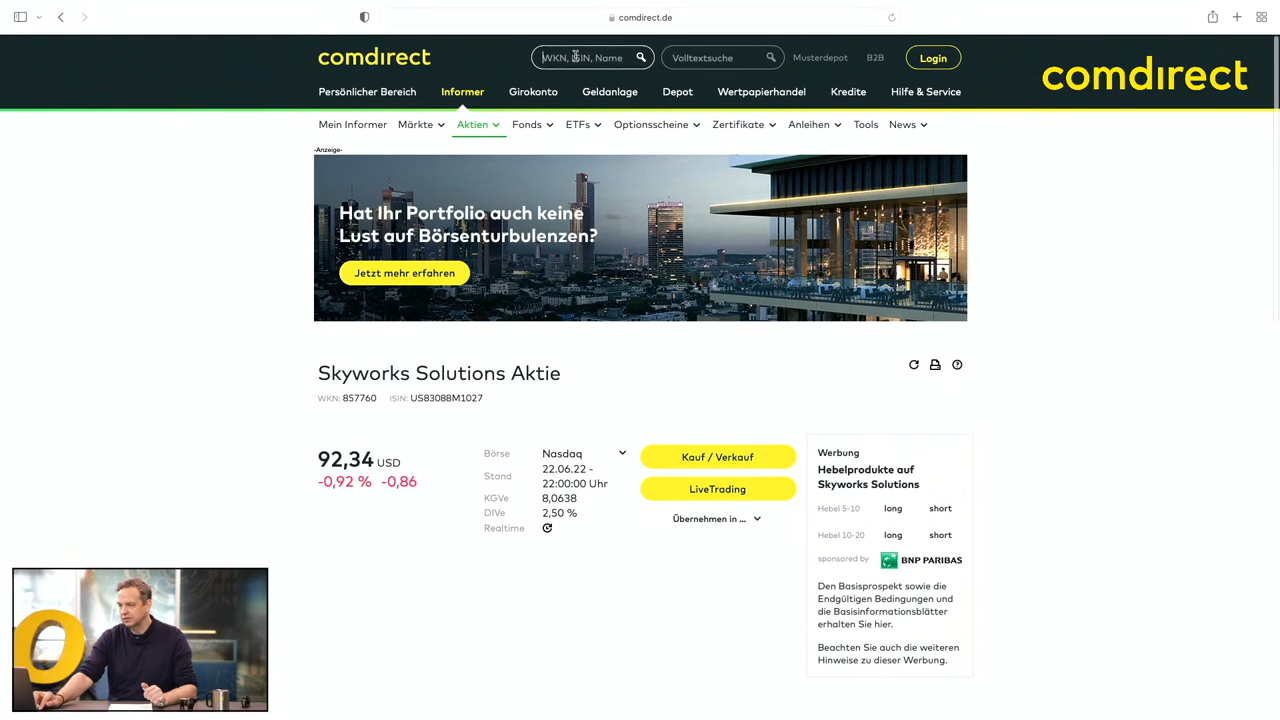 comdirect.de
comdirect
WKN, ISIN, Name
Volltextsuche
Musterdepot
B2B
Login
comdirect
Persönlicher Bereich
Informer
Girokonto
Geldanlage
Depot
Wertpapierhandel
Kredite
Hilfe & Service
Mein Informer
Märkte
Aktien
Fonds
ETFs
Optionsscheine
Zertifikate
Anleihen
Tools
News
-Anzeige-
Hat Ihr Portfolio auch keine
Lust auf Börsenturbulenzen?
Jetzt mehr erfahren
Skyworks Solutions Aktie
WKN: 857760 ISIN: US83088M1027
92,34 USD
-0,92 % -0,86
Börse Nasdaq
Stand 22.06.22 -
22:00:00 Uhr
KGVe 8,0638
DIVe 2,50 %
Realtime
Kauf / Verkauf
LiveTrading
Übernehmen in ...
Werbung
Hebelprodukte auf
Skyworks Solutions
Hebel 5-10 long short
Hebel 10-20 long short
sponsored by BNP PARIBAS
Den Basisprospekt sowie die
Endgültigen Bedingungen und
die Basisinformationsblätter
erhalten Sie hier.
Beachten Sie auch die weiteren
Hinweise zu dieser Werbung.